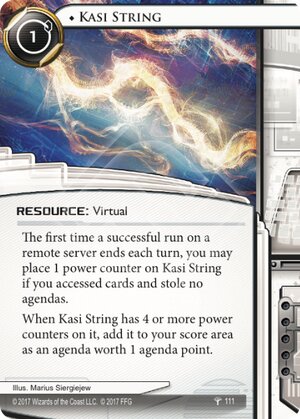 1
♦ Kasi String
Resource: Virtual
The first time a successful run on a
remote server ends each turn, you may
place 1 power counter on Kasi String
if you accessed cards and stole no
agendas.
When Kasi String has 4 or more power
counters on it, add it to your score area
as an agenda worth 1 agenda point.
Illus. Marius Siergiejew
© 2017 Wizards of the Coast LLC. © 2017 FFG
111